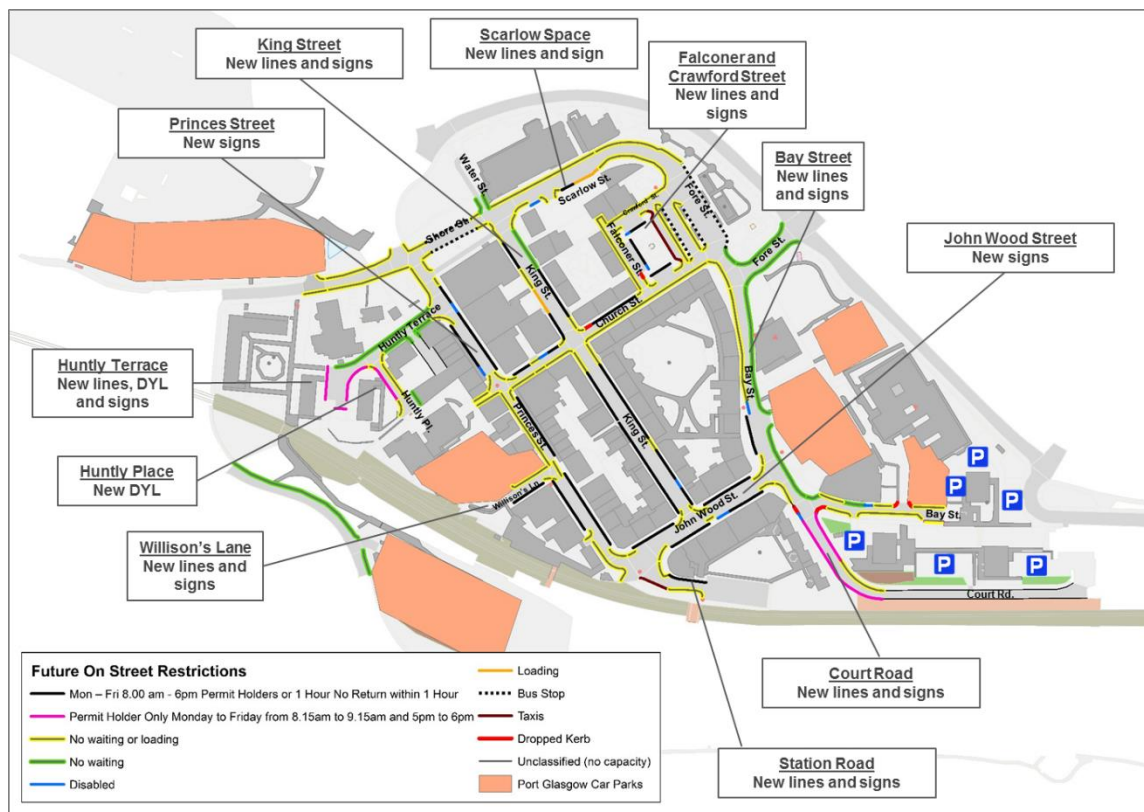 King Street
New lines and signs
Scarlow Space
New lines and sign
Falconer and
Crawford Street
New lines and
signs
Princes Street
New signs
Bay Street
New lines
and signs
John Wood Street
New signs
Huntly Terrace
New lines, DYL
and signs
Huntly Place
New DYL
Willison's Lane
New lines and
signs
Court Road
New lines and signs
Station Road
New lines and signs
Water St.
Scarlow St.
Fore St.
Crawford St.
Falconer St.
Fore St.
King St.
Church St.
Huntly Terrace
Huntly Pl.
Princes St.
King St.
Bay St.
Willison's Ln
John Wood St.
Bay St.
Court Rd.
P
P
P
P
P
Future On Street Restrictions
Mon – Fri 8.00 am - 6pm Permit Holders or 1 Hour No Return within 1 Hour
Permit Holder Only Monday to Friday from 8.15am to 9.15am and 5pm to 6pm
No waiting or loading
No waiting
Disabled
Loading
Bus Stop
Taxis
Dropped Kerb
Unclassified (no capacity)
Port Glasgow Car Parks